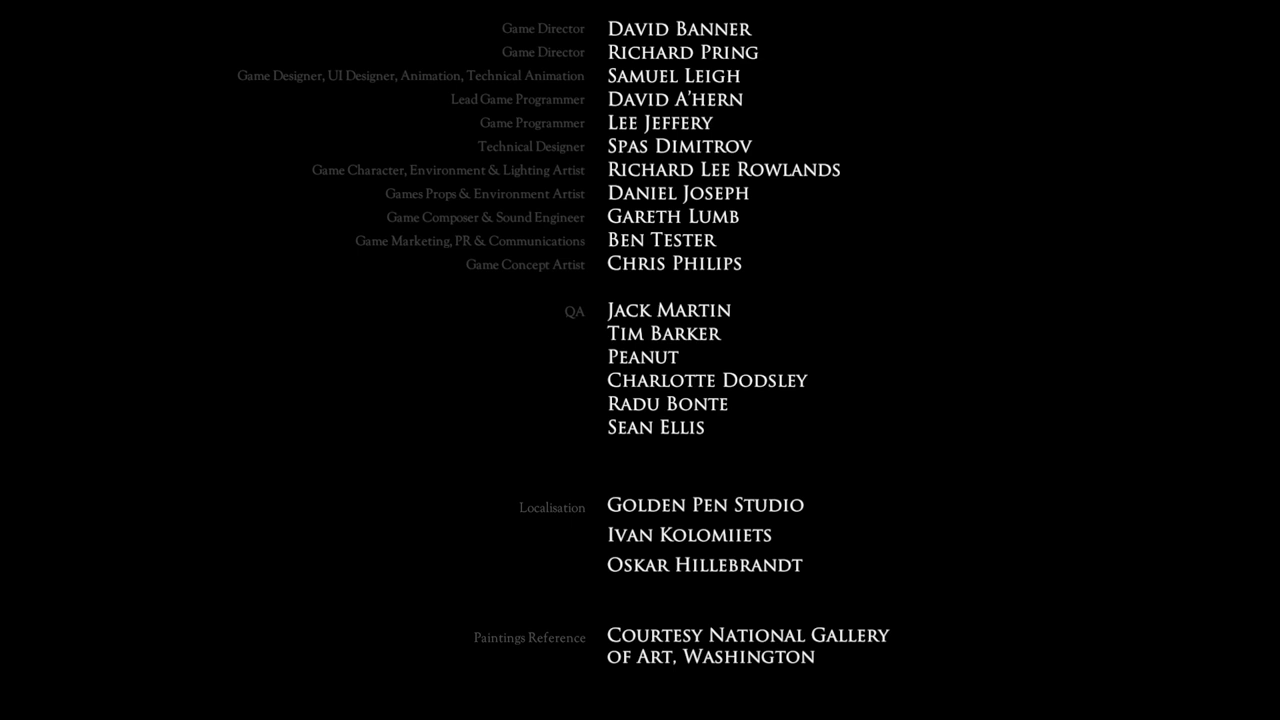 Game Director DAVID BANNER
Game Director RICHARD PRING
Game Designer, UI Designer, Animation, Technical Animation SAMUEL LEIGH
Lead Game Programmer DAVID A'HERN
Game Programmer LEE JEFFERY
Technical Designer SPAS DIMITROV
Game Character, Environment & Lighting Artist RICHARD LEE ROWLANDS
Games Props & Environment Artist DANIEL JOSEPH
Game Composer & Sound Engineer GARETH LUMB
Game Marketing, PR & Communications BEN TESTER
Game Concept Artist CHRIS PHILIPS
QA JACK MARTIN
TIM BARKER
PEANUT
CHARLOTTE DODSLEY
RADU BONTE
SEAN ELLIS
Localisation GOLDEN PEN STUDIO
IVAN KOLOMIIETS
OSKAR HILLEBRANDT
Paintings Reference COURTESY NATIONAL GALLERY
OF ART, WASHINGTON